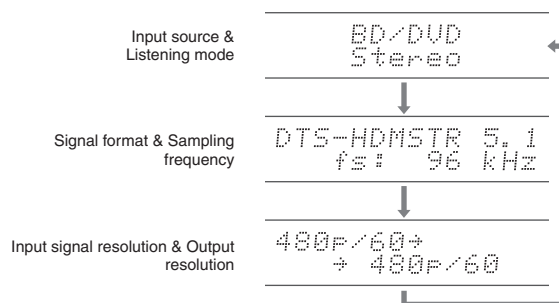 Input source &
Listening mode
BD/DVD
Stereo
Signal format & Sampling
frequency
DTS-HDMSTR 5.1
fs: 96 kHz
Input signal resolution & Output
resolution
480p/60→
→ 480p/60